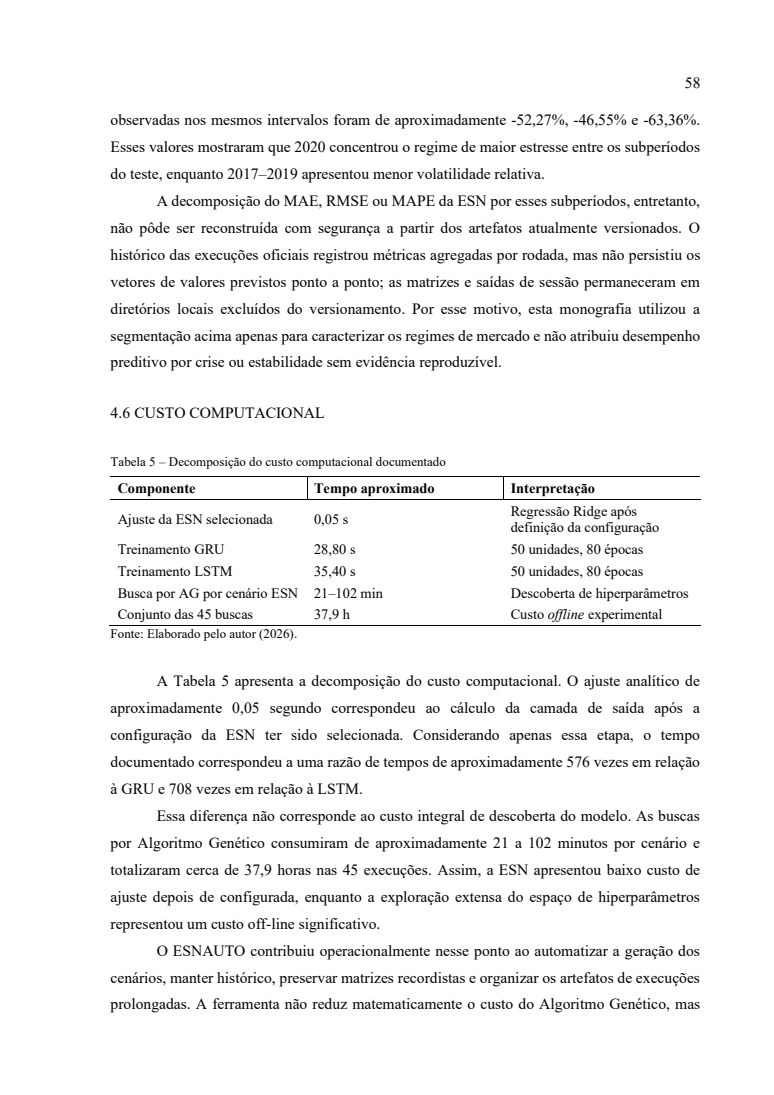 58
observadas nos mesmos intervalos foram de aproximadamente -52,27%, -46,55% e -63,36%.
Esses valores mostraram que 2020 concentrou o regime de maior estresse entre os subperíodos
do teste, enquanto 2017–2019 apresentou menor volatilidade relativa.
A decomposição do MAE, RMSE ou MAPE da ESN por esses subperíodos, entretanto,
não pôde ser reconstruída com segurança a partir dos artefatos atualmente versionados. O
histórico das execuções oficiais registrou métricas agregadas por rodada, mas não persistiu os
vetores de valores previstos ponto a ponto; as matrizes e saídas de sessão permaneceram em
diretórios locais excluídos do versionamento. Por esse motivo, esta monografia utilizou a
segmentação acima apenas para caracterizar os regimes de mercado e não atribuiu desempenho
preditivo por crise ou estabilidade sem evidência reproduzível.
4.6 CUSTO COMPUTACIONAL
Tabela 5 – Decomposição do custo computacional documentado
Componente Tempo aproximado Interpretação
Ajuste da ESN selecionada 0,05 s Regressão Ridge após
definição da configuração
Treinamento GRU 28,80 s 50 unidades, 80 épocas
Treinamento LSTM 35,40 s 50 unidades, 80 épocas
Busca por AG por cenário ESN 21–102 min Descoberta de hiperparâmetros
Conjunto das 45 buscas 37,9 h Custo offline experimental
Fonte: Elaborado pelo autor (2026).
A Tabela 5 apresenta a decomposição do custo computacional. O ajuste analítico de
aproximadamente 0,05 segundo correspondeu ao cálculo da camada de saída após a
configuração da ESN ter sido selecionada. Considerando apenas essa etapa, o tempo
documentado correspondeu a uma razão de tempos de aproximadamente 576 vezes em relação
à GRU e 708 vezes em relação à LSTM.
Essa diferença não corresponde ao custo integral de descoberta do modelo. As buscas
por Algoritmo Genético consumiram de aproximadamente 21 a 102 minutos por cenário e
totalizaram cerca de 37,9 horas nas 45 execuções. Assim, a ESN apresentou baixo custo de
ajuste depois de configurada, enquanto a exploração extensa do espaço de hiperparâmetros
representou um custo off-line significativo.
O ESNAUTO contribuiu operacionalmente nesse ponto ao automatizar a geração dos
cenários, manter histórico, preservar matrizes recordistas e organizar os artefatos de execuções
prolongadas. A ferramenta não reduz matematicamente o custo do Algoritmo Genético, mas